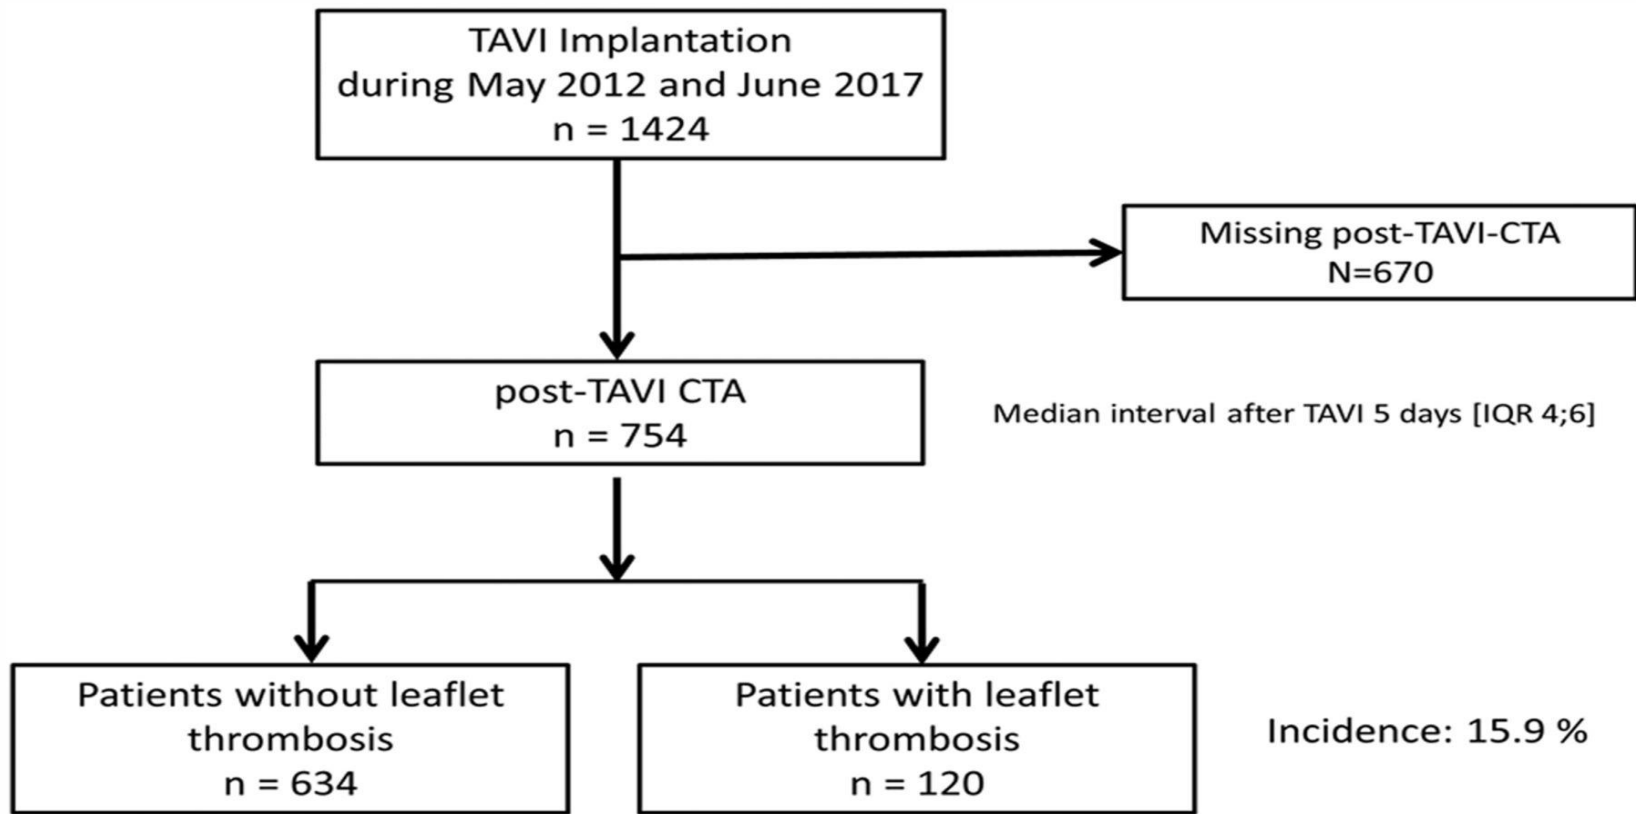 TAVI Implantation
during May 2012 and June 2017
n = 1424
Missing post-TAVI-CTA
N=670
post-TAVI CTA
n = 754
Median interval after TAVI 5 days [IQR 4;6]
Patients without leaflet
thrombosis
n = 634
Patients with leaflet
thrombosis
n = 120
Incidence: 15.9 %